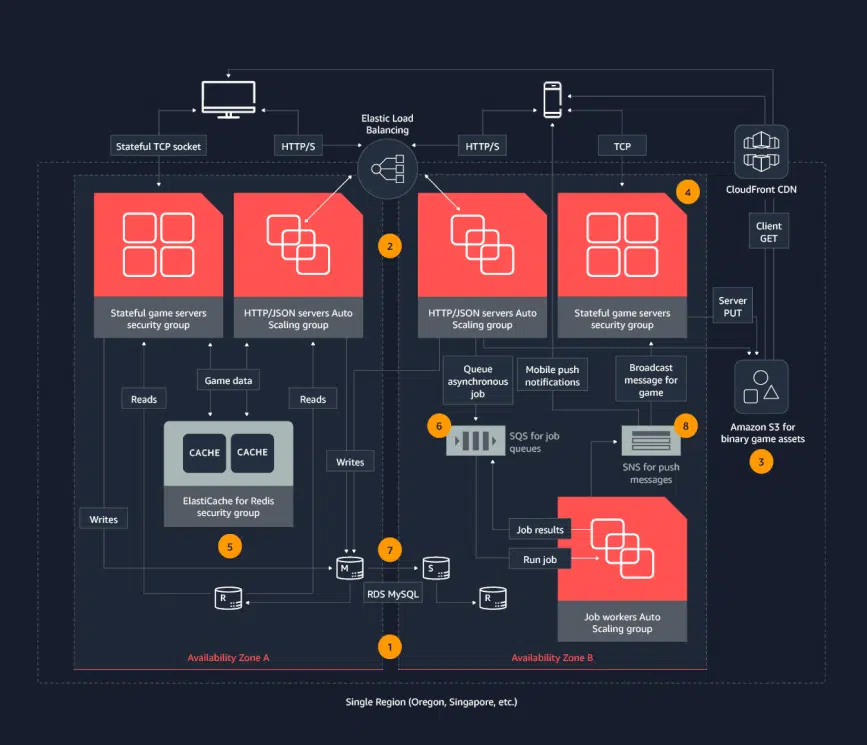 Elastic Load
Balancing
Stateful TCP socket
HTTP/S
HTTP/S
TCP
CloudFront CDN
4
Client
GET
2
Stateful game servers
security group
HTTP/JSON servers Auto
Scaling group
HTTP/JSON servers Auto
Scaling group
Stateful game servers
security group
Server
PUT
Game data
Reads
Reads
Queue
asynchronous
job
Mobile push
notifications
Broadcast
message for
game
Amazon S3 for
binary game assets
3
6
SQS for job
queues
8
SNS for push
messages
CACHE
CACHE
Writes
ElastiCache for Redis
security group
Writes
5
7
Job results
Run job
M
S
RDS MySQL
R
R
Job workers Auto
Scaling group
1
Availability Zone A
Availability Zone B
Single Region (Oregon, Singapore, etc.)